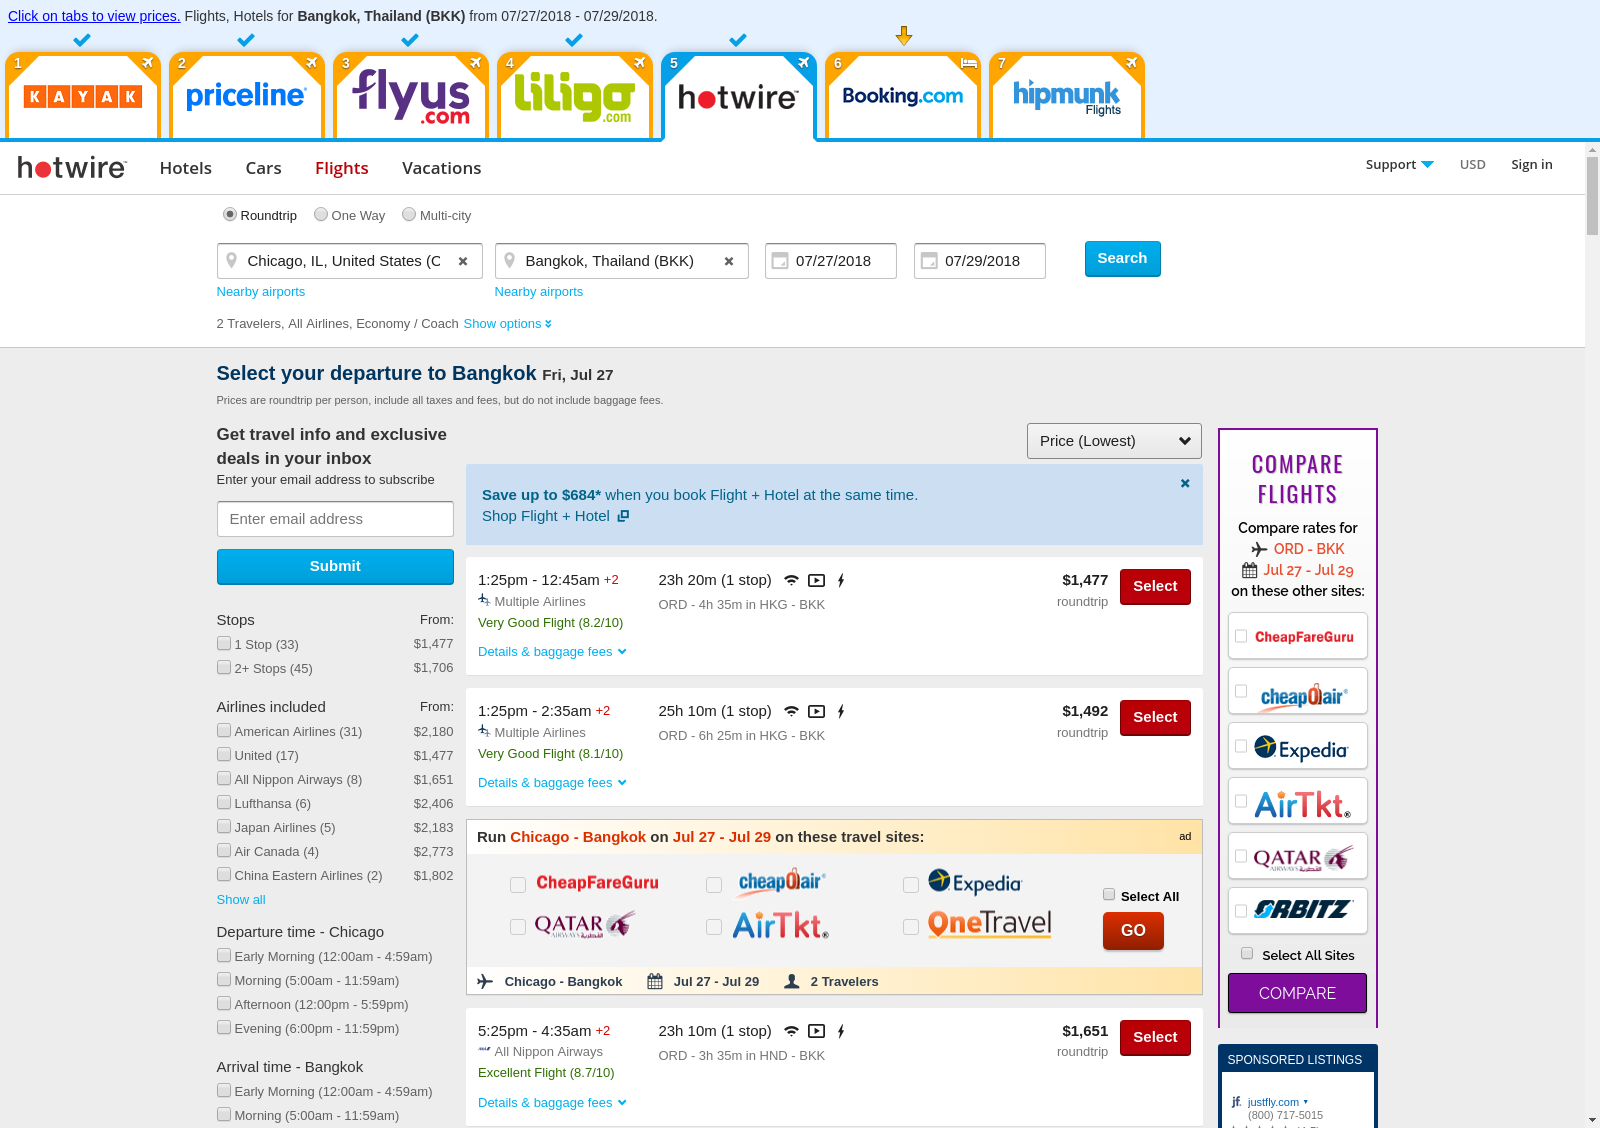 Click on tabs to view prices. Flights, Hotels for Bangkok, Thailand (BKK) from 07/27/2018 - 07/29/2018.
1 KAYAK
2 priceline
3 flyus.com
4 liligo.com
5 hotwire™
6 Booking.com
7 hipmunk Flights
hotwire™ Hotels Cars Flights Vacations Support USD Sign in
Roundtrip One Way Multi-city
Chicago, IL, United States (C Bangkok, Thailand (BKK) 07/27/2018 07/29/2018 Search
Nearby airports Nearby airports
2 Travelers, All Airlines, Economy / Coach Show options
Select your departure to Bangkok Fri, Jul 27
Prices are roundtrip per person, include all taxes and fees, but do not include baggage fees.
Get travel info and exclusive
deals in your inbox
Enter your email address to subscribe
Enter email address
Submit
Stops From:
1 Stop (33) $1,477
2+ Stops (45) $1,706
Airlines included From:
American Airlines (31) $2,180
United (17) $1,477
All Nippon Airways (8) $1,651
Lufthansa (6) $2,406
Japan Airlines (5) $2,183
Air Canada (4) $2,773
China Eastern Airlines (2) $1,802
Show all
Departure time - Chicago
Early Morning (12:00am - 4:59am)
Morning (5:00am - 11:59am)
Afternoon (12:00pm - 5:59pm)
Evening (6:00pm - 11:59pm)
Arrival time - Bangkok
Early Morning (12:00am - 4:59am)
Morning (5:00am - 11:59am)
Price (Lowest)
Save up to $684* when you book Flight + Hotel at the same time.
Shop Flight + Hotel
1:25pm - 12:45am +2 23h 20m (1 stop) $1,477 Select
Multiple Airlines ORD - 4h 35m in HKG - BKK roundtrip
Very Good Flight (8.2/10)
Details & baggage fees
1:25pm - 2:35am +2 25h 10m (1 stop) $1,492 Select
Multiple Airlines ORD - 6h 25m in HKG - BKK roundtrip
Very Good Flight (8.1/10)
Details & baggage fees
Run Chicago - Bangkok on Jul 27 - Jul 29 on these travel sites: ad
CheapFareGuru cheapOair Expedia
QATAR AIRWAYS القطرية AirTkt OneTravel
Select All
GO
Chicago - Bangkok Jul 27 - Jul 29 2 Travelers
5:25pm - 4:35am +2 23h 10m (1 stop) $1,651 Select
All Nippon Airways ORD - 3h 35m in HND - BKK roundtrip
Excellent Flight (8.7/10)
Details & baggage fees
COMPARE
FLIGHTS
Compare rates for
ORD - BKK
Jul 27 - Jul 29
on these other sites:
CheapFareGuru
cheapOair
Expedia
AirTkt
QATAR AIRWAYS القطرية
ORBITZ
Select All Sites
COMPARE
SPONSORED LISTINGS
jf. justfly.com
(800) 717-5015